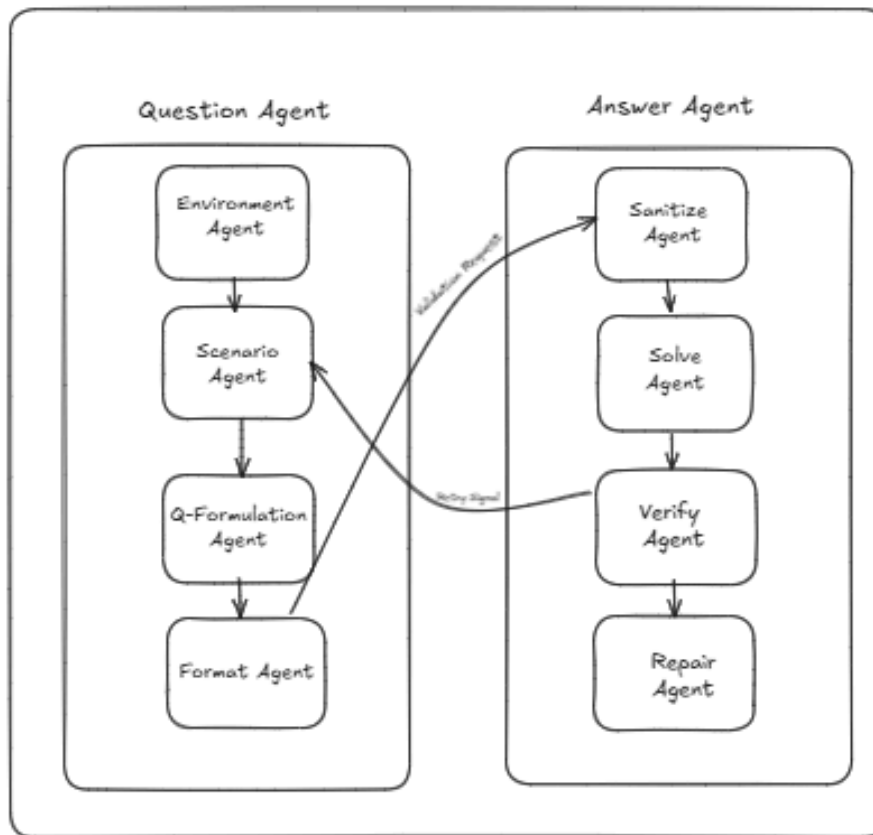 Question Agent
Environment
Agent
Scenario
Agent
Q-Formulation
Agent
Format Agent
Validation Request
Retry Signal
Answer Agent
Sanitize
Agent
Solve
Agent
Verify
Agent
Repair
Agent